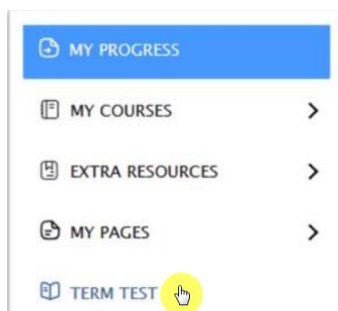 MY PROGRESS
MY COURSES
EXTRA RESOURCES
MY PAGES
TERM TEST